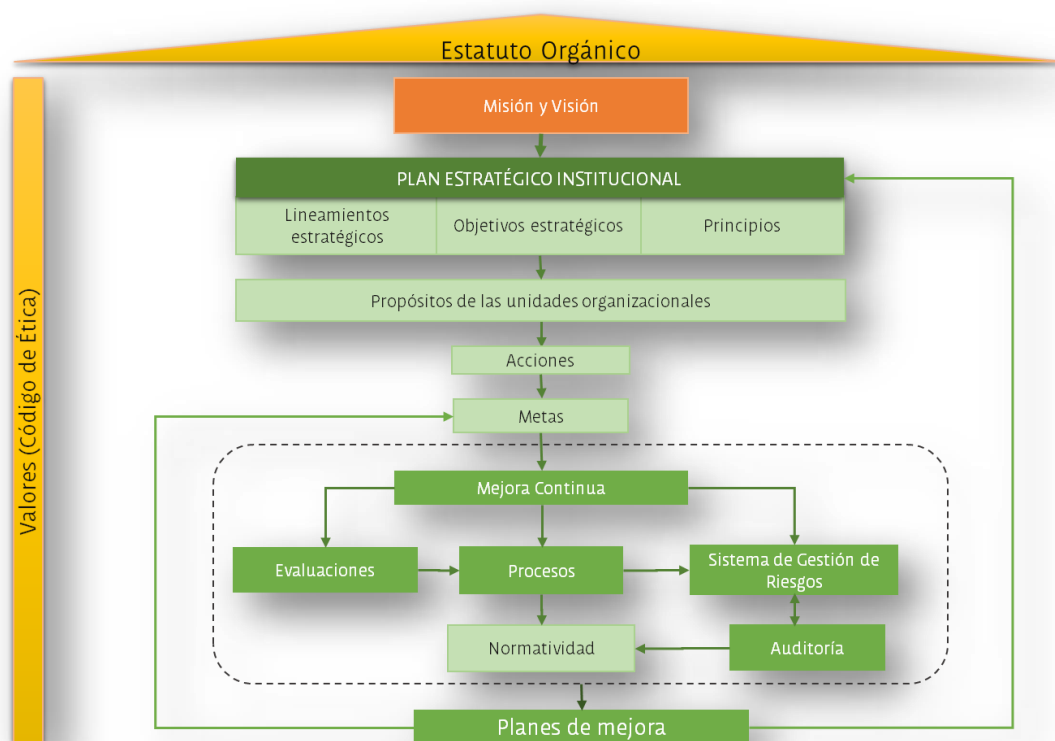 Estatuto Orgánico
Valores (Código de Ética)
Misión y Visión
PLAN ESTRATÉGICO INSTITUCIONAL
Lineamientos
estratégicos
Objetivos estratégicos
Principios
Propósitos de las unidades organizacionales
Acciones
Metas
Mejora Continua
Evaluaciones
Procesos
Sistema de Gestión de
Riesgos
Normatividad
Auditoría
Planes de mejora